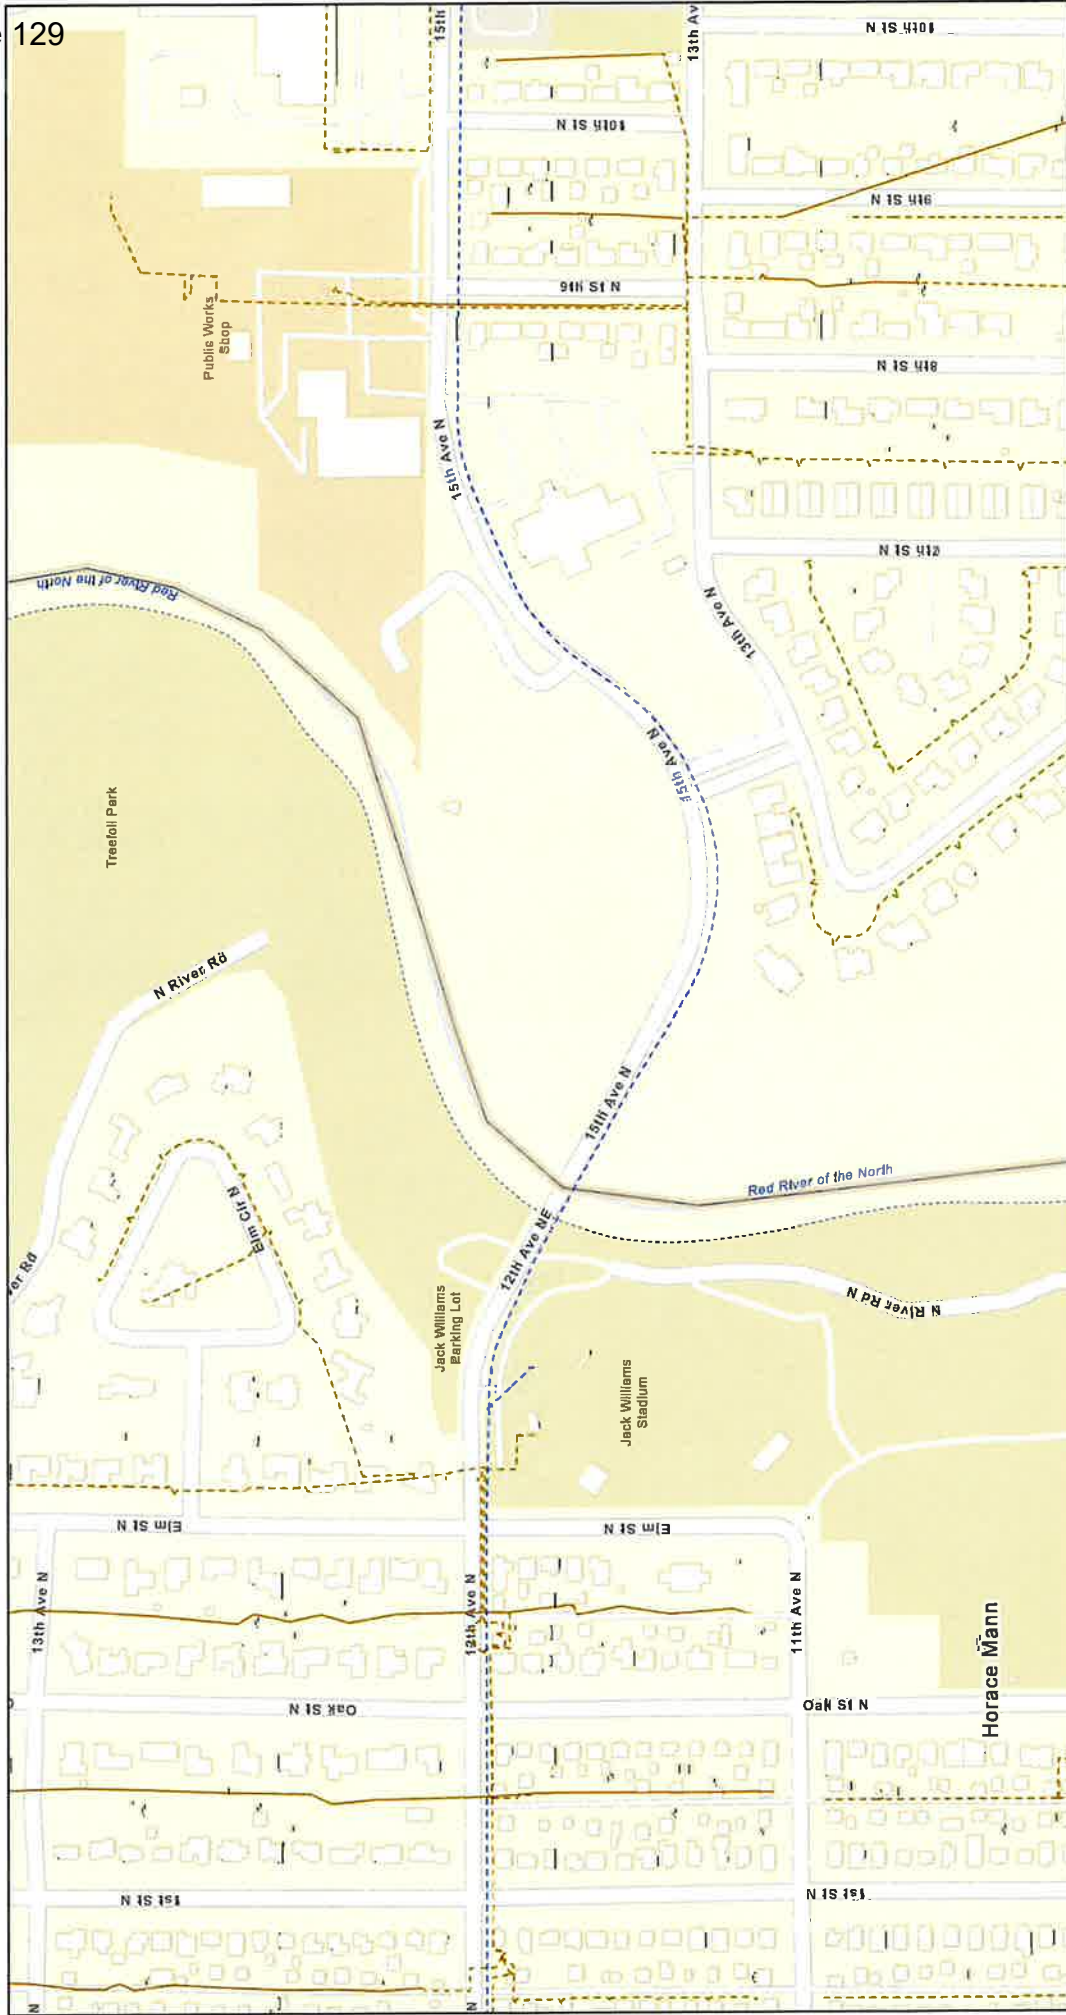 129
15th
13th Av
10th St N
10th St N
9th St N
9th St N
Public Works
Shop
8th St N
15th Ave N
7th St N
Red River of the North
13th Ave N
15th Ave N
Treefoil Park
N River Rd
15th Ave N
Red River of the North
Elm Cir N
12th Ave NE
ver Rd
N River Rd N
Jack Williams
Parking Lot
Jack Williams
Stadium
Elm St N
Elm St N
13th Ave N
12th Ave N
11th Ave N
Horace Mann
Oak St N
Oak St N
1st St N
1st St N
N
N